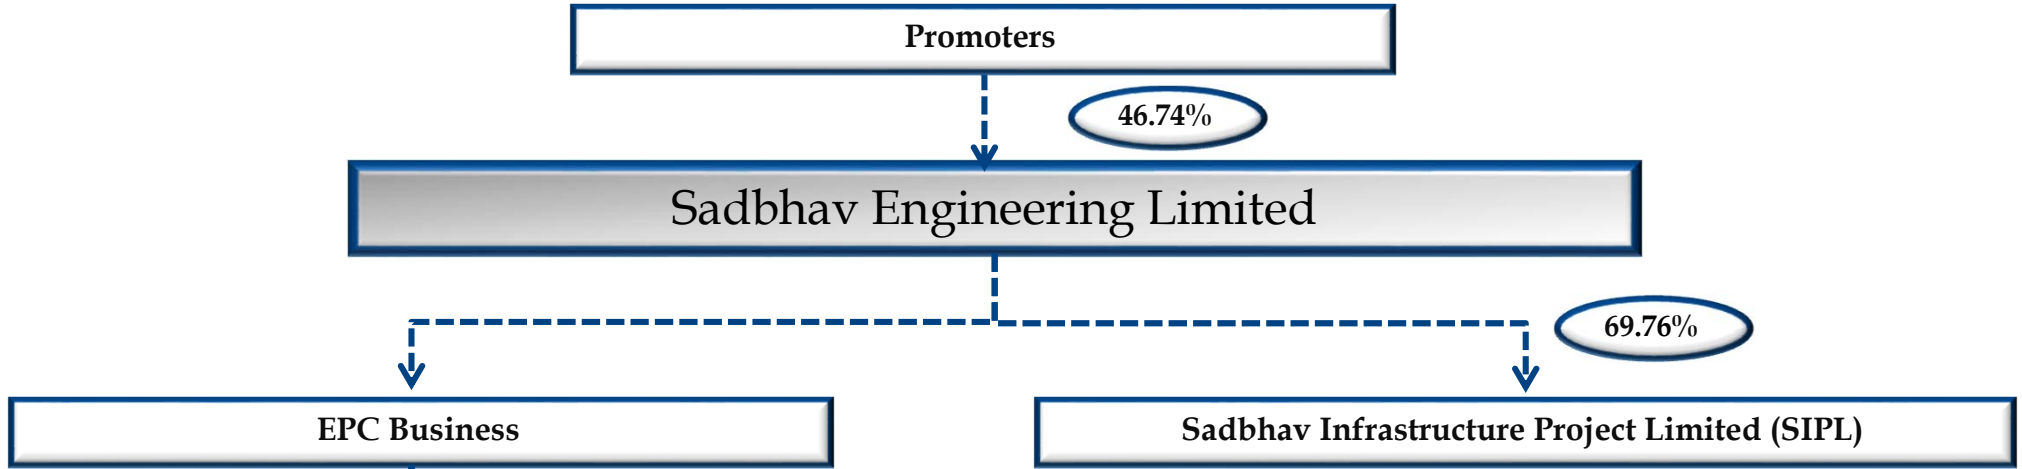 Promoters
46.74%
Sadbhav Engineering Limited
69.76%
EPC Business
Sadbhav Infrastructure Project Limited (SIPL)